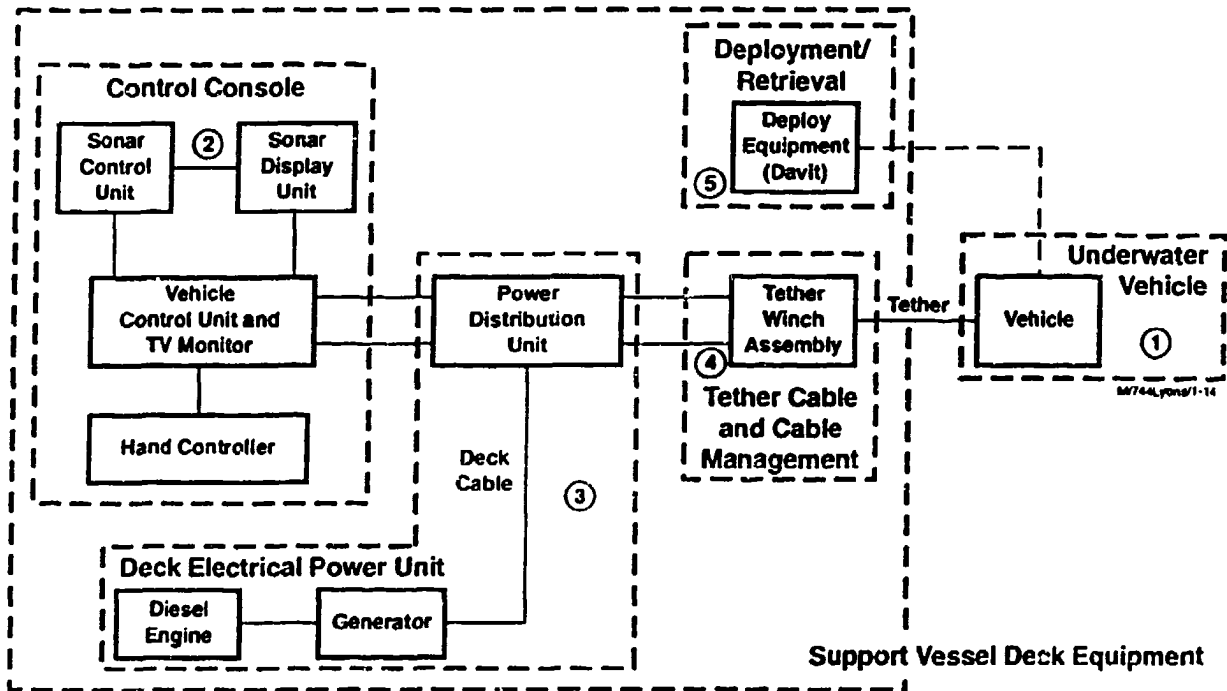 Control Console
Sonar
Control
Unit
2
Sonar
Display
Unit
Vehicle
Control Unit and
TV Monitor
Hand Controller
Deployment/
Retrieval
Deploy
Equipment
(Davit)
5
Power
Distribution
Unit
Deck
Cable
3
Deck Electrical Power Unit
Diesel
Engine
Generator
Tether
Winch
Assembly
4
Tether Cable
and Cable
Management
Tether
Underwater
Vehicle
Vehicle
1
Support Vessel Deck Equipment